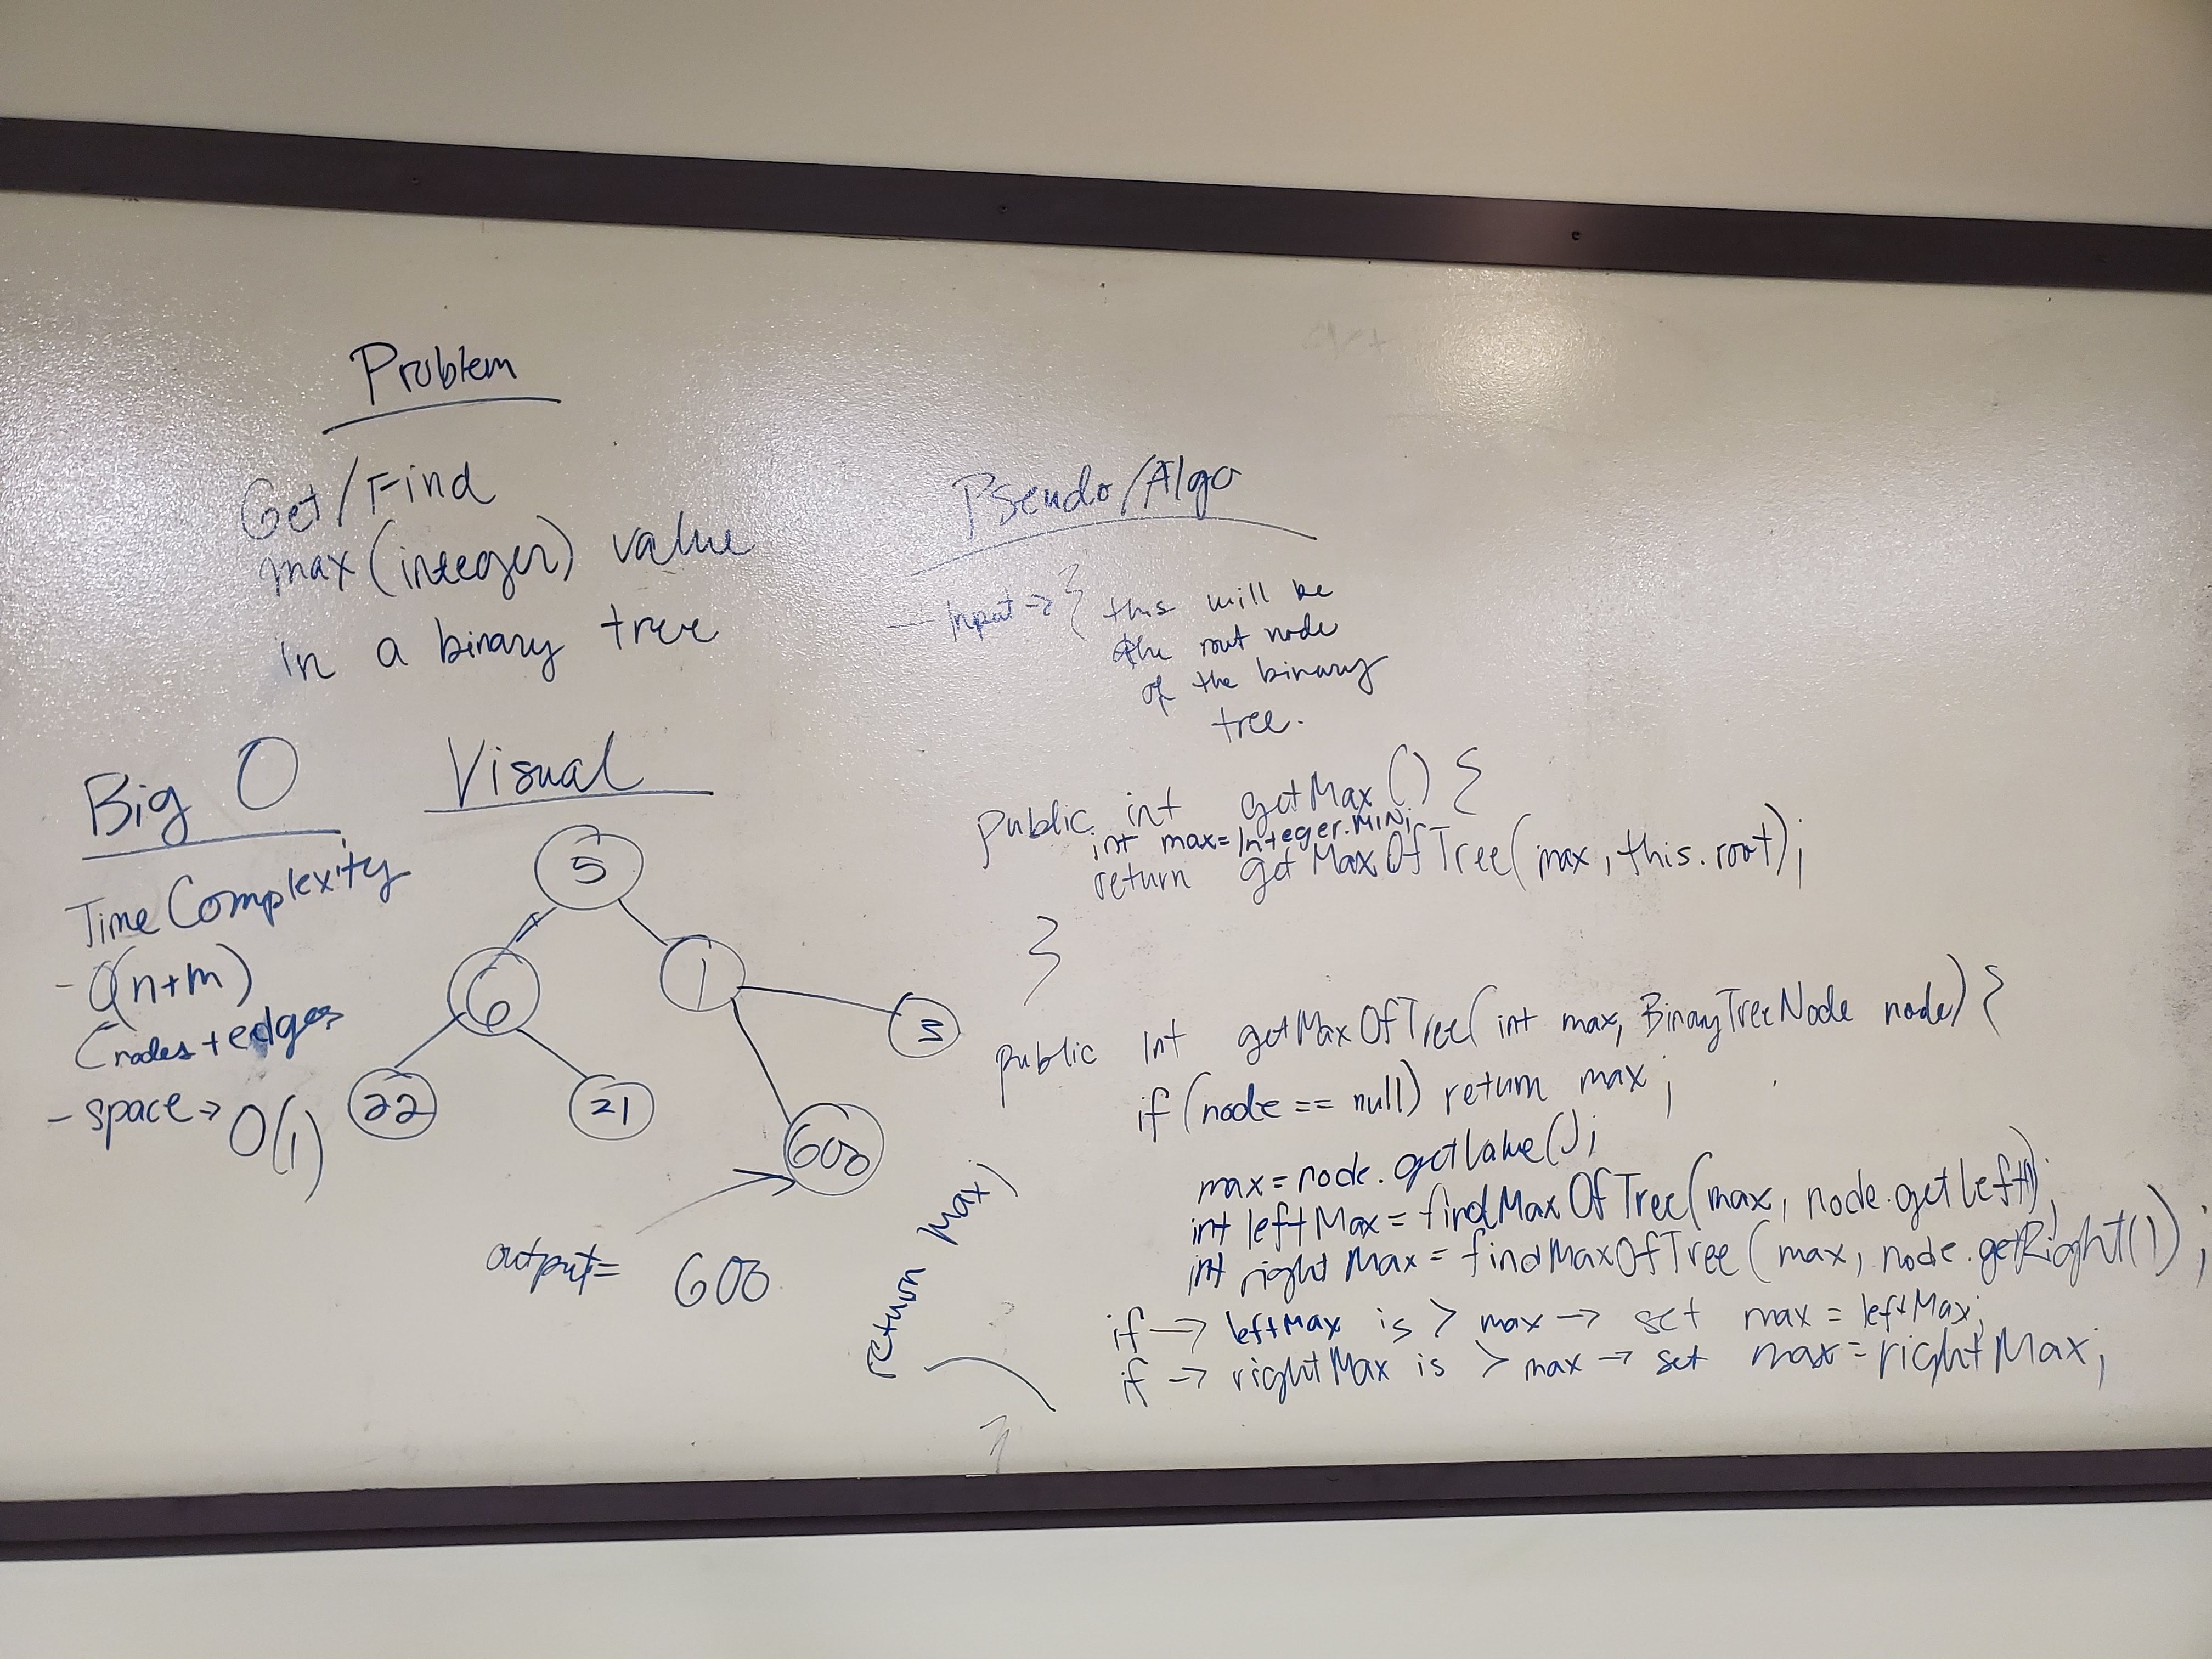 Problem
Get/Find
max (integer) value
in a binary tree
Big O
Time Complexity
- O(n+m)
(nodes + edges
- space → O(1)
Visual
5
6
1
22
21
600
3
output = 600
Pseudo/Algo
- Input → { this will be
the rout node
of the binary
tree.
public int getMax () {
int max = Integer.MIN;
return getMaxOfTree(max, this.root);
}
public int getMaxOfTree(int max, BinaryTreeNode node) {
if (node == null) return max;
max = node.getValue();
int leftMax = findMaxOfTree(max, node.getLeft());
int rightMax = findMaxOfTree(max, node.getRight());
if → leftMax is > max → set max = leftMax;
if → rightMax is > max → set max = rightMax;
return Max;
}